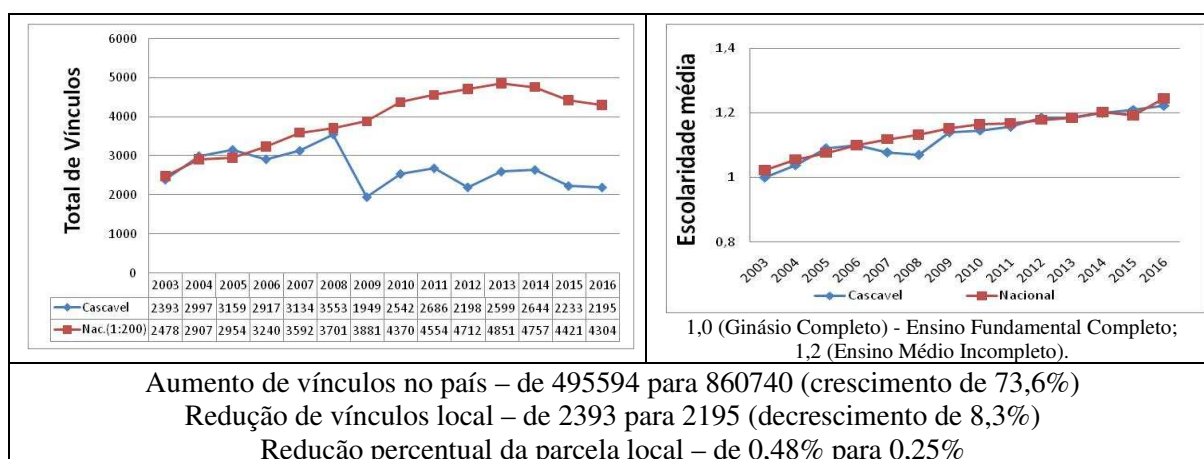 Total de Vínculos
6000
5000
4000
3000
2000
1000
0
2003 2004 2005 2006 2007 2008 2009 2010 2011 2012 2013 2014 2015 2016
Cascavel 2393 2997 3159 2917 3134 3553 1949 2542 2686 2198 2599 2644 2233 2195
Nac.(1:200) 2478 2907 2954 3240 3592 3701 3881 4370 4554 4712 4851 4757 4421 4304
Escolaridade média
1,4
1,2
1
0,8
2003 2004 2005 2006 2007 2008 2009 2010 2011 2012 2013 2014 2015 2016
Cascavel Nacional
1,0 (Ginásio Completo) - Ensino Fundamental Completo;
1,2 (Ensino Médio Incompleto).
Aumento de vínculos no país – de 495594 para 860740 (crescimento de 73,6%)
Redução de vínculos local – de 2393 para 2195 (decrescimento de 8,3%)
Redução percentual da parcela local – de 0,48% para 0,25%